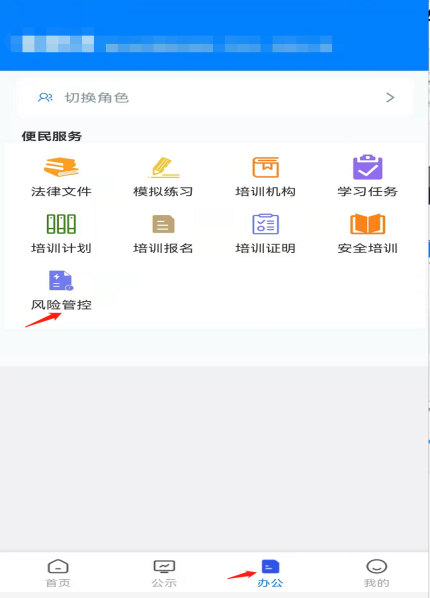 切换角色
便民服务
法律文件 模拟练习 培训机构 学习任务
培训计划 培训报名 培训证明 安全培训
风险管控
首页 公示 办公 我的